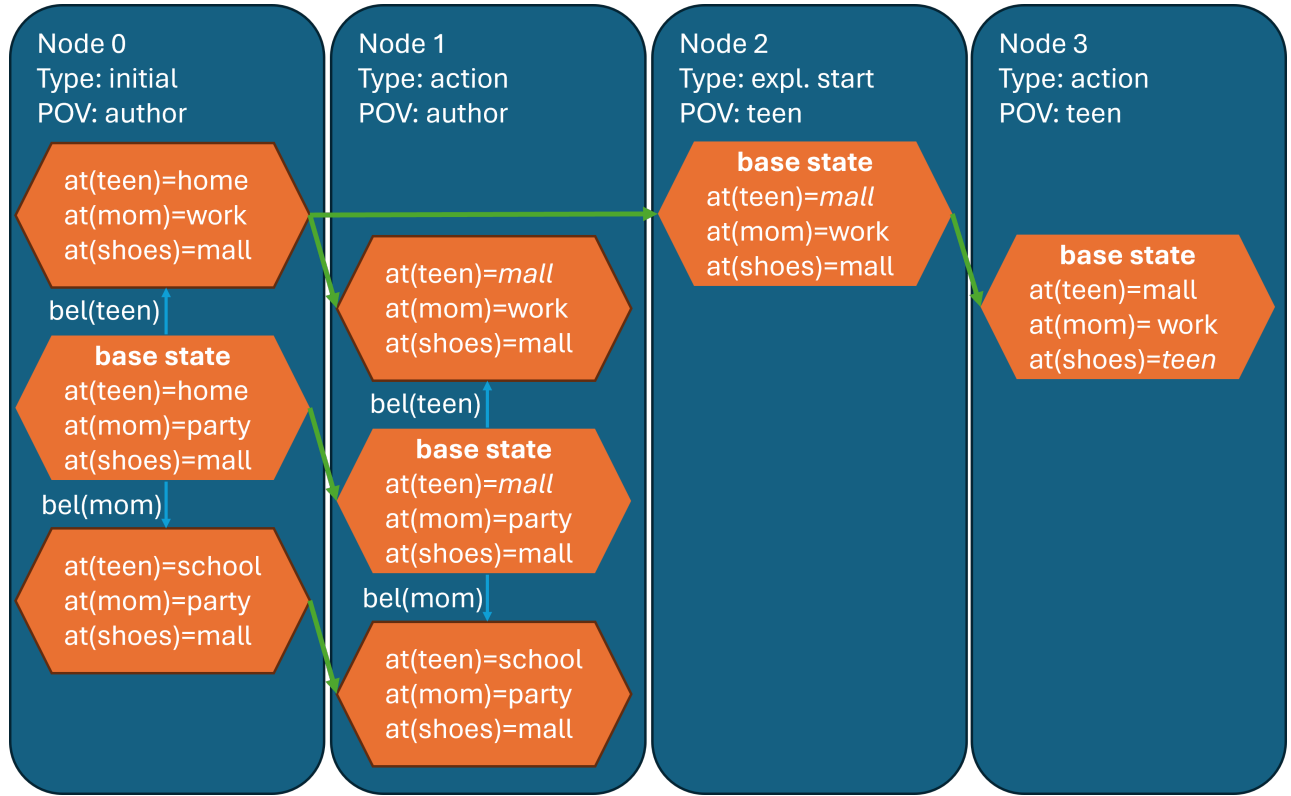 Node 0
Type: initial
POV: author
at(teen)=home
at(mom)=work
at(shoes)=mall
bel(teen)
base state
at(teen)=home
at(mom)=party
at(shoes)=mall
bel(mom)
at(teen)=school
at(mom)=party
at(shoes)=mall
Node 1
Type: action
POV: author
at(teen)=mall
at(mom)=work
at(shoes)=mall
bel(teen)
base state
at(teen)=mall
at(mom)=party
at(shoes)=mall
bel(mom)
at(teen)=school
at(mom)=party
at(shoes)=mall
Node 2
Type: expl. start
POV: teen
base state
at(teen)=mall
at(mom)=work
at(shoes)=mall
Node 3
Type: action
POV: teen
base state
at(teen)=mall
at(mom)= work
at(shoes)=teen